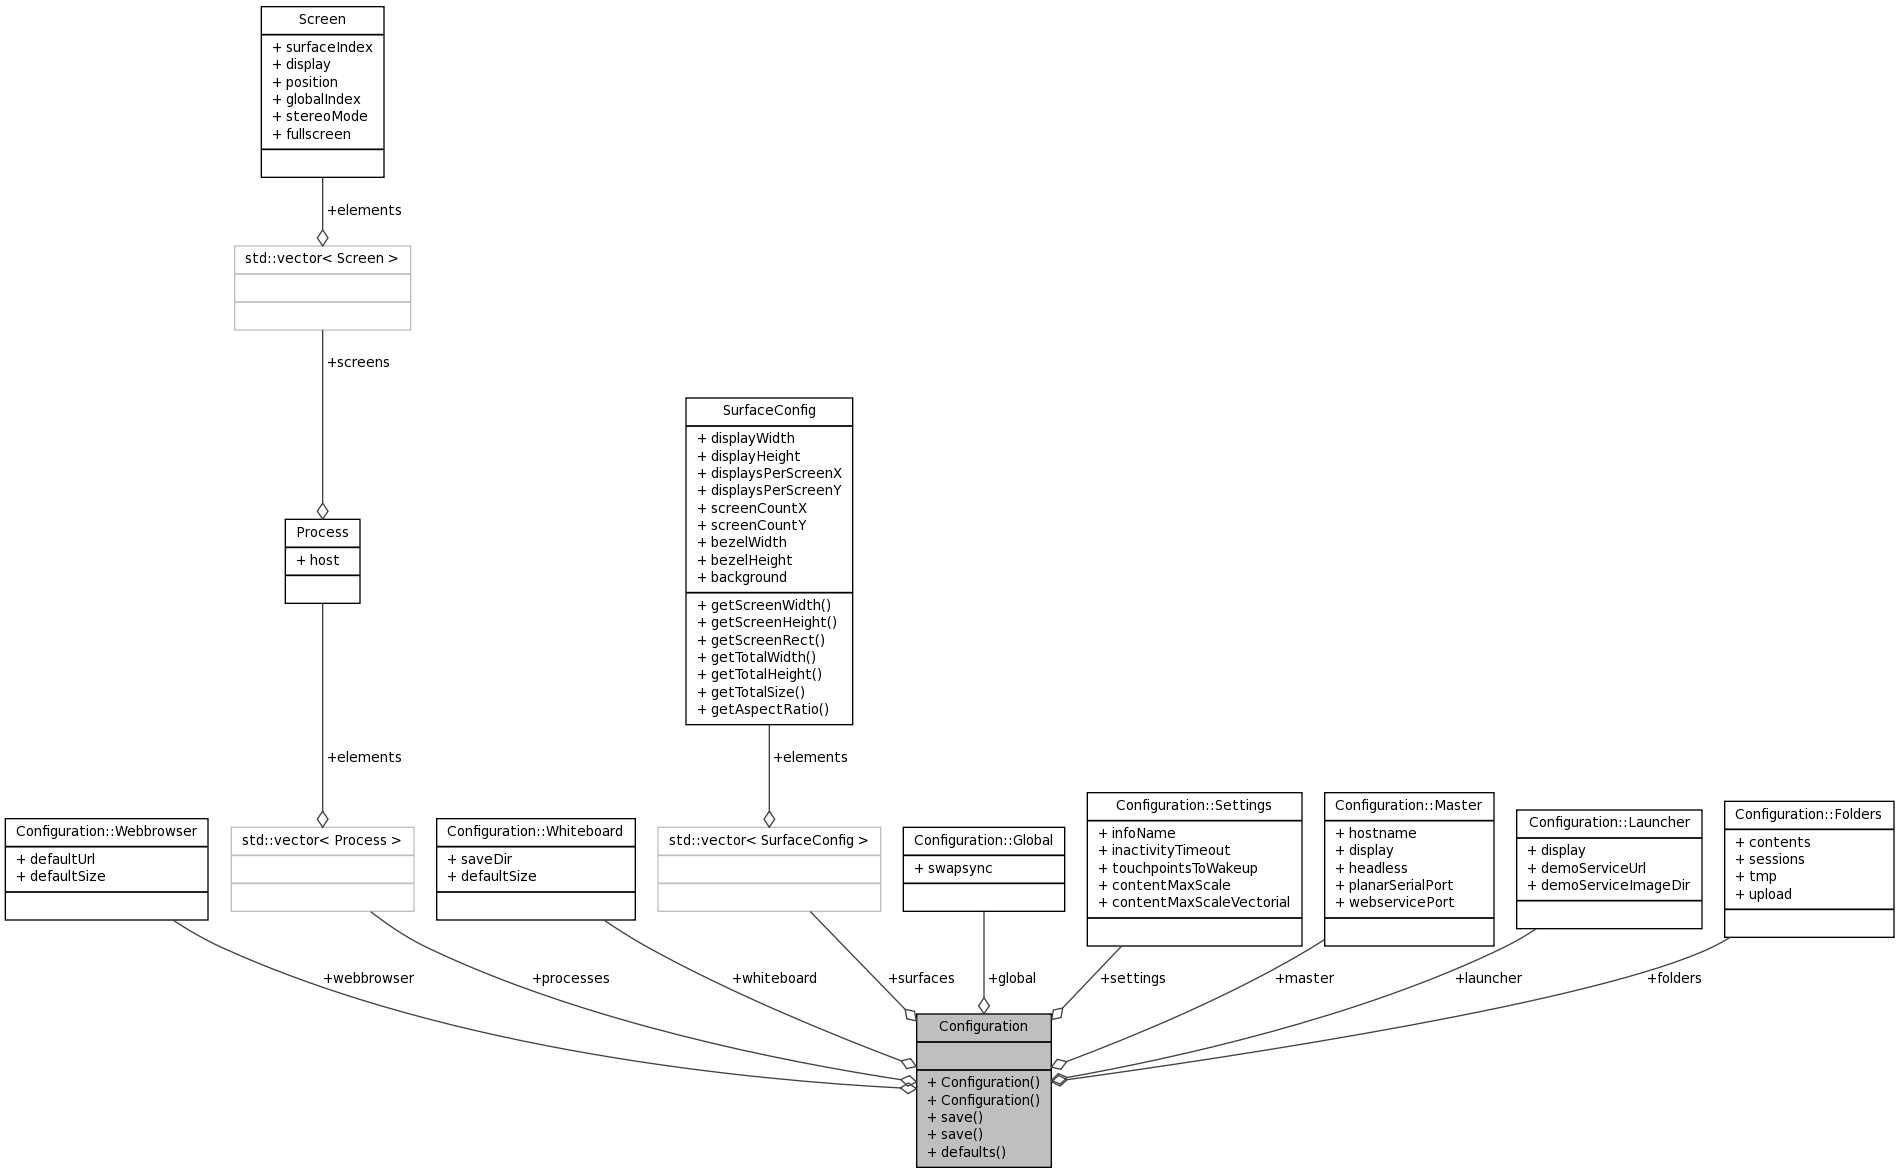 Screen
+ surfaceIndex
+ display
+ position
+ globalIndex
+ stereoMode
+ fullscreen
+elements
std::vector< Screen >
+screens
Process
+ host
+elements
SurfaceConfig
+ displayWidth
+ displayHeight
+ displaysPerScreenX
+ displaysPerScreenY
+ screenCountX
+ screenCountY
+ bezelWidth
+ bezelHeight
+ background
+ getScreenWidth()
+ getScreenHeight()
+ getScreenRect()
+ getTotalWidth()
+ getTotalHeight()
+ getTotalSize()
+ getAspectRatio()
+elements
Configuration::Webbrowser
+ defaultUrl
+ defaultSize
std::vector< Process >
Configuration::Whiteboard
+ saveDir
+ defaultSize
std::vector< SurfaceConfig >
Configuration::Global
+ swapsync
Configuration::Settings
+ infoName
+ inactivityTimeout
+ touchpointsToWakeup
+ contentMaxScale
+ contentMaxScaleVectorial
Configuration::Master
+ hostname
+ display
+ headless
+ planarSerialPort
+ webservicePort
Configuration::Launcher
+ display
+ demoServiceUrl
+ demoServiceImageDir
Configuration::Folders
+ contents
+ sessions
+ tmp
+ upload
+webbrowser
+processes
+whiteboard
+surfaces
+global
+settings
+master
+launcher
+folders
Configuration
+ Configuration()
+ Configuration()
+ save()
+ save()
+ defaults()